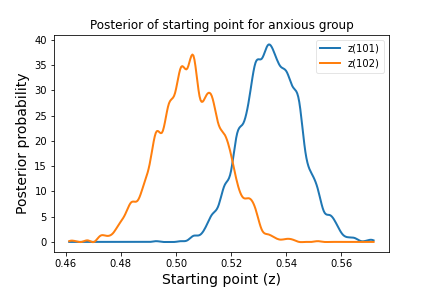 Posterior of starting point for anxious group
z(101)
z(102)
Posterior probability
40
35
30
25
20
15
10
5
0
0.46 0.48 0.50 0.52 0.54 0.56
Starting point (z)